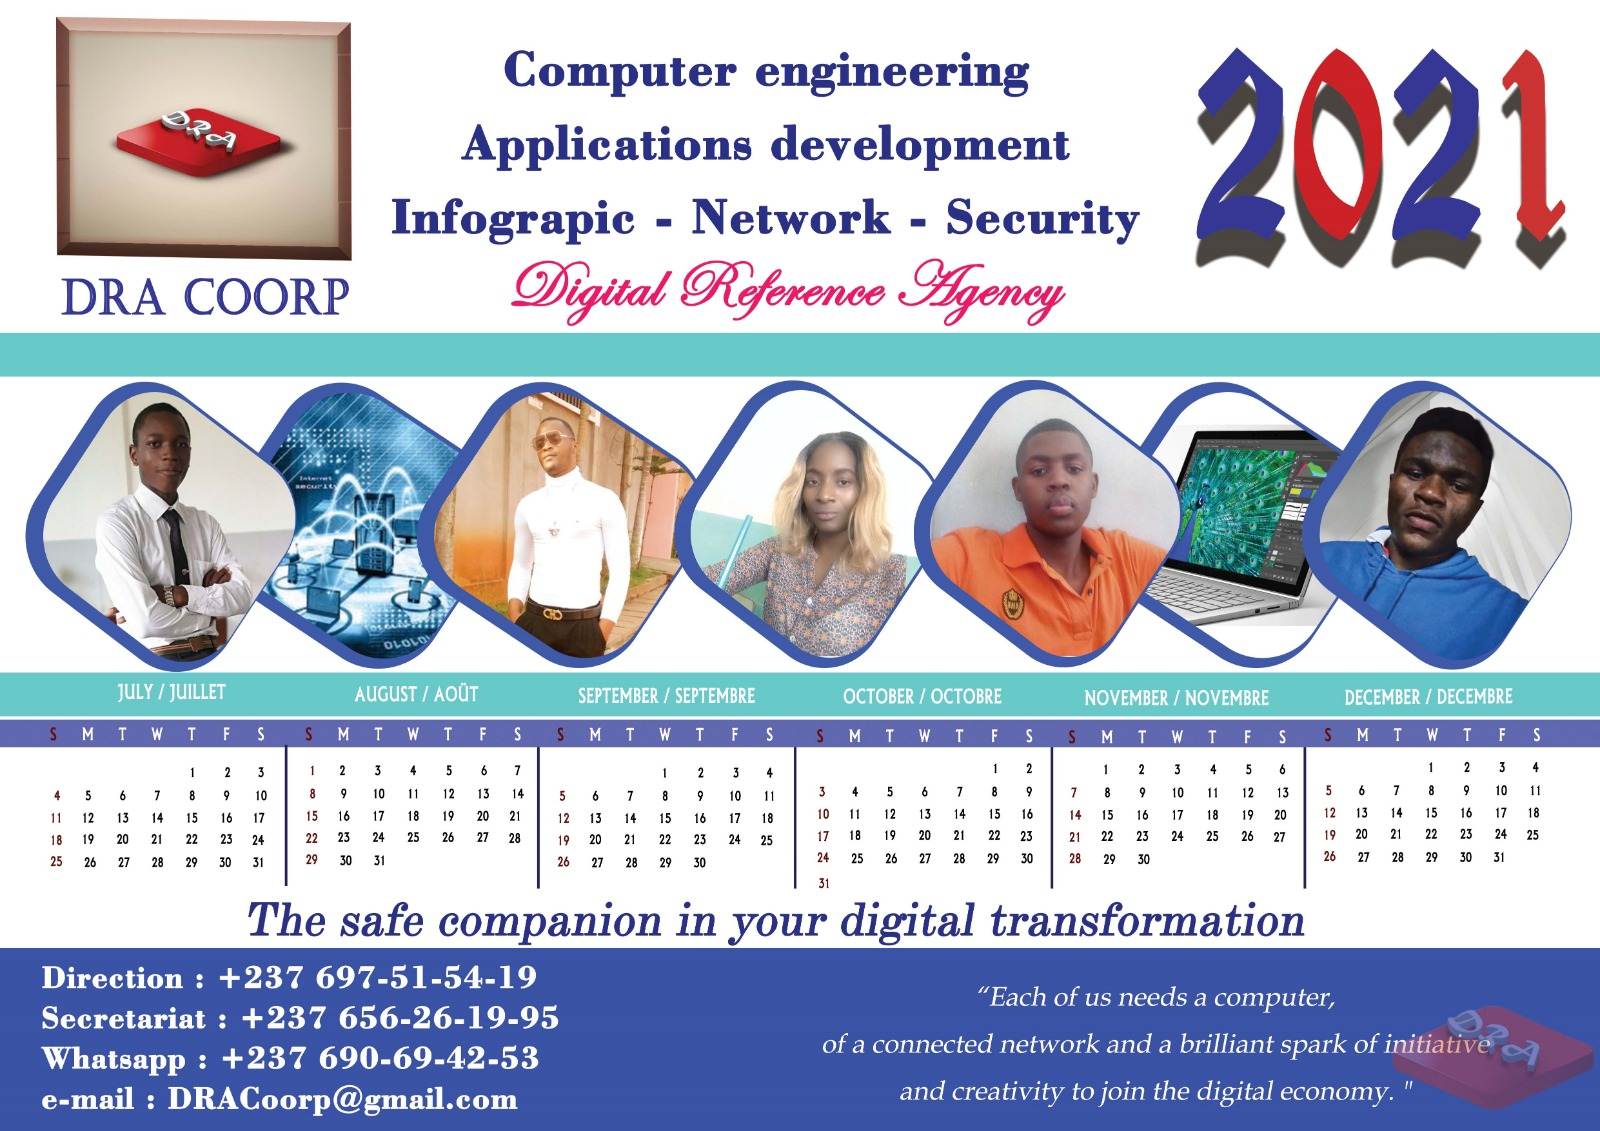 DRA
DRA COORP
Computer engineering
Applications development
Infograpic - Network - Security
Digital Reference Agency
2021
Internet
security
010101
JULY / JUILLET
S M T W T F S
1 2 3
4 5 6 7 8 9 10
11 12 13 14 15 16 17
18 19 20 21 22 23 24
25 26 27 28 29 30 31
AUGUST / AOÜT
S M T W T F S
1 2 3 4 5 6 7
8 9 10 11 12 13 14
15 16 17 18 19 20 21
22 23 24 25 26 27 28
29 30 31
SEPTEMBER / SEPTEMBRE
S M T W T F S
1 2 3 4
5 6 7 8 9 10 11
12 13 14 15 16 17 18
19 20 21 22 23 24 25
26 27 28 29 30
OCTOBER / OCTOBRE
S M T W T F S
1 2
3 4 5 6 7 8 9
10 11 12 13 14 15 16
17 18 19 20 21 22 23
24 25 26 27 28 29 30
31
NOVEMBER / NOVEMBRE
S M T W T F S
1 2 3 4 5 6
7 8 9 10 11 12 13
14 15 16 17 18 19 20
21 22 23 24 25 26 27
28 29 30
DECEMBER / DECEMBRE
S M T W T F S
1 2 3 4
5 6 7 8 9 10 11
12 13 14 15 16 17 18
19 20 21 22 23 24 25
26 27 28 29 30 31
The safe companion in your digital transformation
Direction : +237 697-51-54-19
Secretariat : +237 656-26-19-95
Whatsapp : +237 690-69-42-53
e-mail : DRACoorp@gmail.com
“Each of us needs a computer,
of a connected network and a brilliant spark of initiative
and creativity to join the digital economy. "
DRA